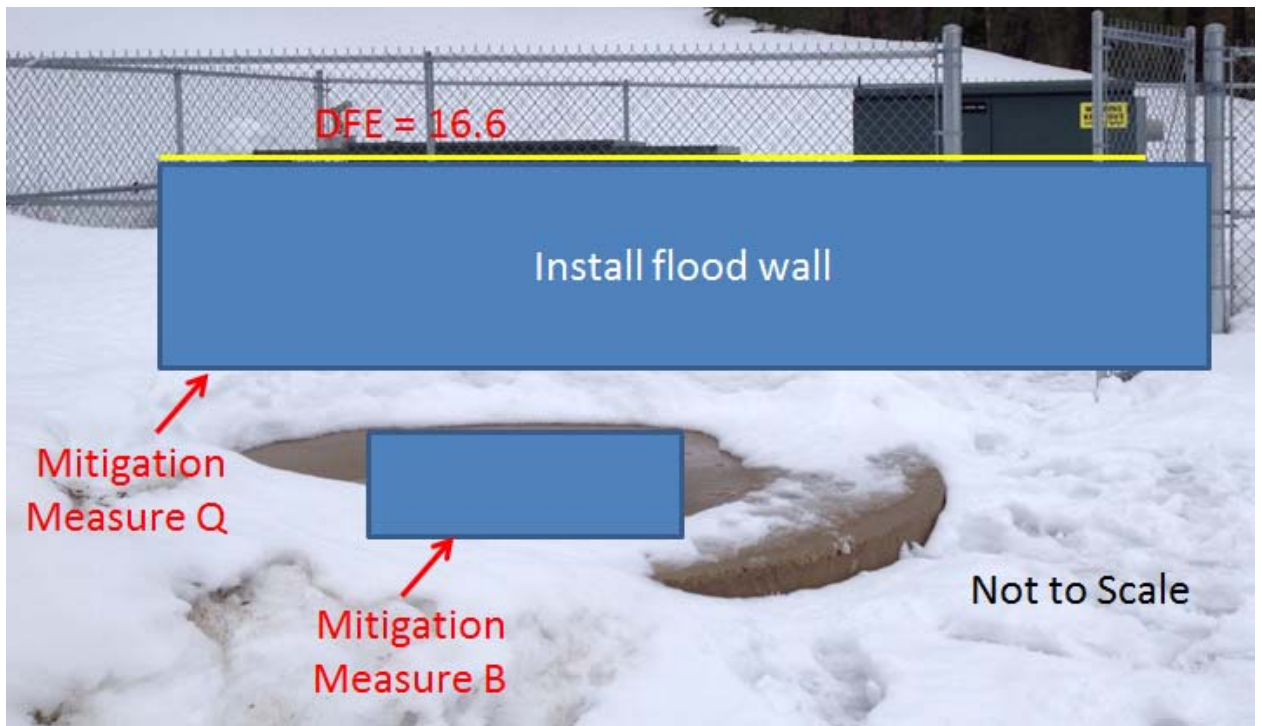 DFE = 16.6
Install flood wall
Mitigation
Measure Q
Mitigation
Measure B
Not to Scale